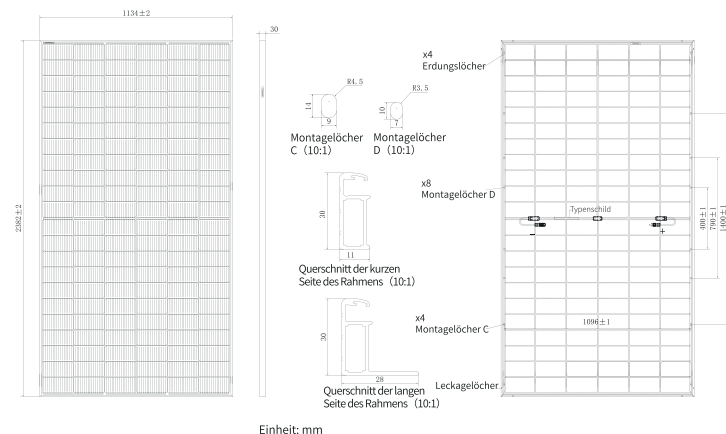 1134±2
30
2382±2
R4.5
14
9
Montagelöcher
C（10:1）
R3.5
10
7
Montagelöcher
D（10:1）
30
11
Querschnitt der kurzen
Seite des Rahmens（10:1）
30
28
Querschnitt der langen
Seite des Rahmens（10:1）
x4
Erdungslöcher
x8
Montagelöcher D
Typenschild
-
+
400±1
790±1
1400±1
x4
Montagelöcher C
1096±1
Leckagelöcher
Einheit: mm